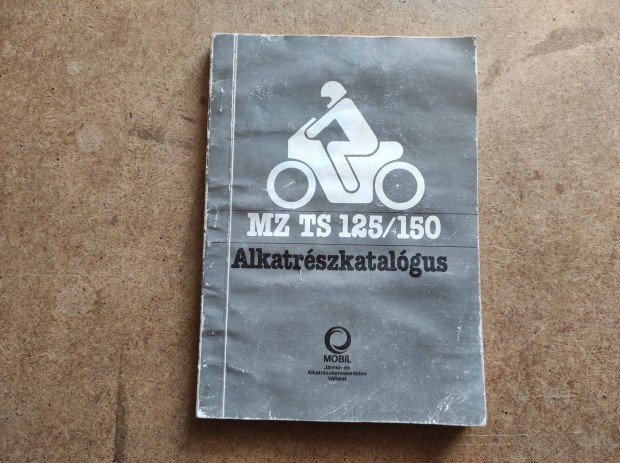 MZ TS 125/150
Alkatrészkatalógus
MOBIL
Jármű- és
Alkatrészkereskedelmi
Vállalat